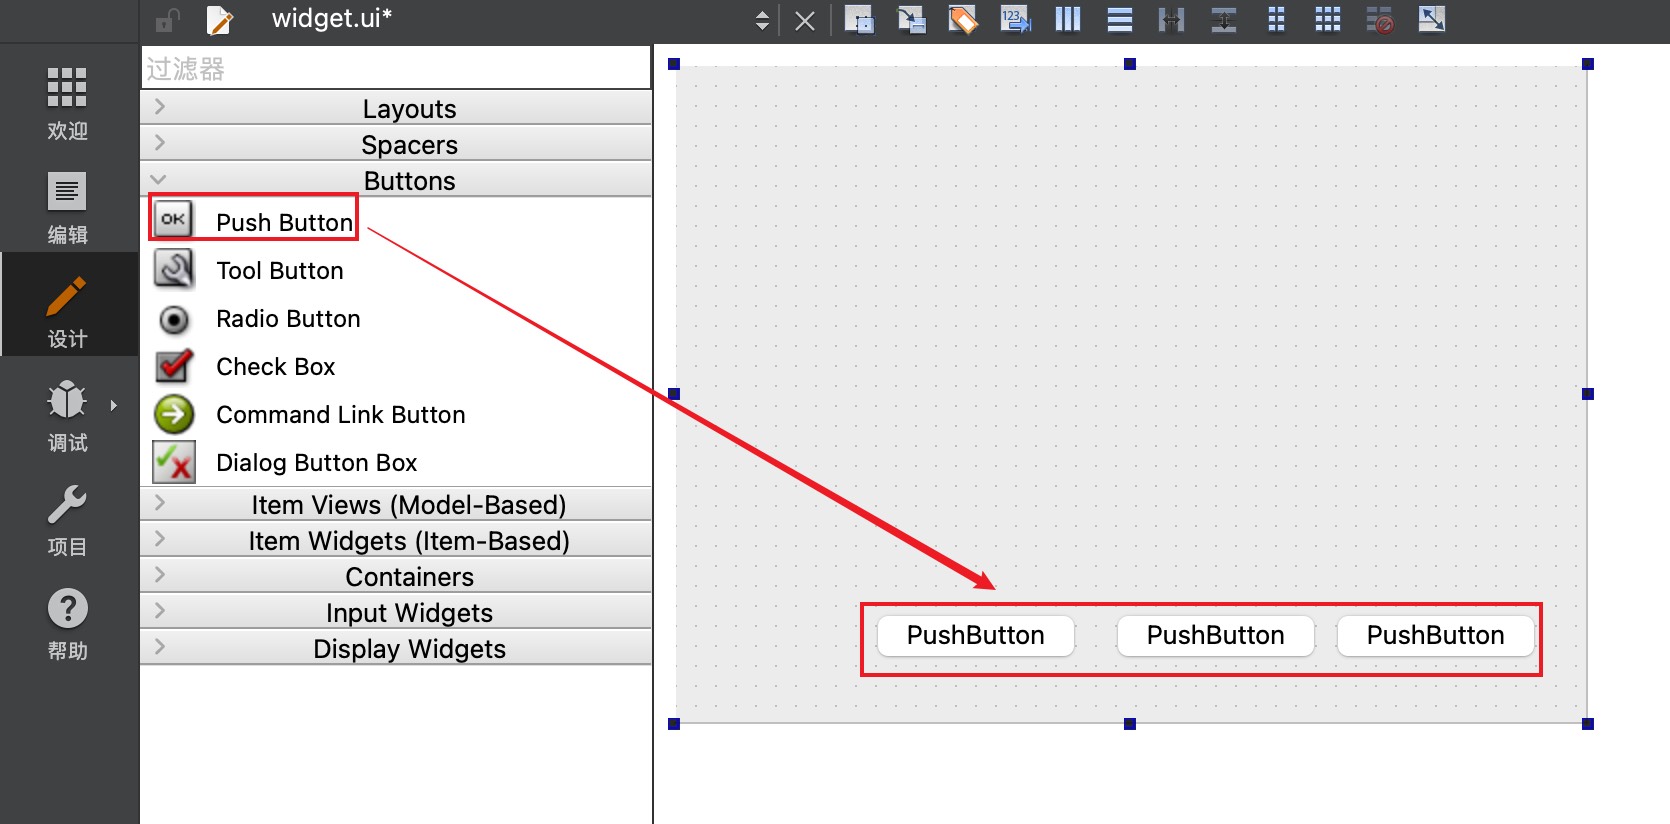 widget.ui*
123
过滤器
欢迎
编辑
设计
调试
项目
帮助
Layouts
Spacers
Buttons
OK
Push Button
Tool Button
Radio Button
Check Box
Command Link Button
Dialog Button Box
Item Views (Model-Based)
Item Widgets (Item-Based)
Containers
Input Widgets
Display Widgets
PushButton PushButton PushButton